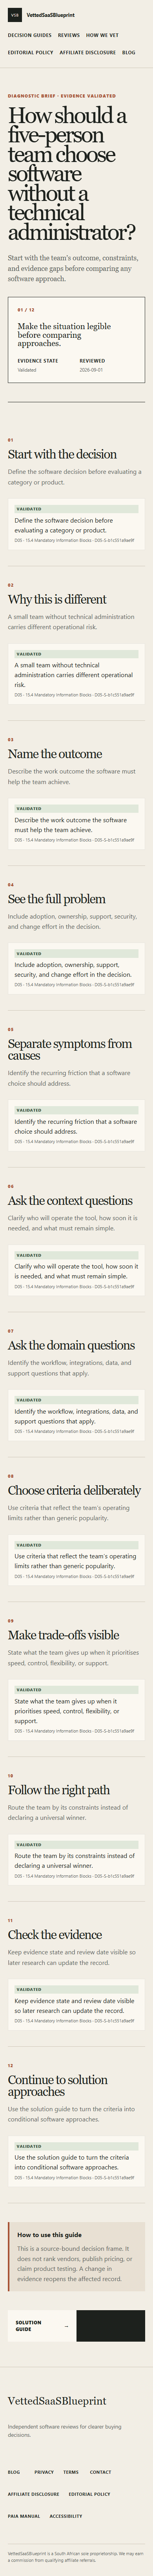 VSB VettedSaaSBlueprint
DECISION GUIDES REVIEWS HOW WE VET
EDITORIAL POLICY AFFILIATE DISCLOSURE BLOG
DIAGNOSTIC BRIEF · EVIDENCE VALIDATED
How should a
five-person
team choose
software
without a
technical
administrator?
Start with the team's outcome, constraints,
and evidence gaps before comparing any
software approach.
01 / 12
Make the situation legible
before comparing
approaches.
EVIDENCE STATE REVIEWED
Validated 2026-09-01
01
Start with the decision
Define the software decision before evaluating a
category or product.
VALIDATED
Define the software decision before
evaluating a category or product.
02
Why this is different
A small team without technical administration
carries different operational risk.
VALIDATED
A small team without technical
administration carries different operational
risk.
03
Name the outcome
Describe the work outcome the software must
help the team achieve.
VALIDATED
Describe the work outcome the software
must help the team achieve.
04
See the full problem
Include adoption, ownership, support, security,
and change effort in the decision.
VALIDATED
Include adoption, ownership, support,
security, and change effort in the decision.
05
Separate symptoms from
causes
Identify the recurring friction that a software
choice should address.
VALIDATED
Identify the recurring friction that a software
choice should address.
06
Ask the context questions
Clarify who will operate the tool, how soon it is
needed, and what must remain simple.
VALIDATED
Clarify who will operate the tool, how soon it
is needed, and what must remain simple.
07
Ask the domain questions
Identify the workflow, integrations, data, and
support questions that apply.
VALIDATED
Identify the workflow, integrations, data, and
support questions that apply.
08
Choose criteria deliberately
Use criteria that reflect the team's operating
limits rather than generic popularity.
VALIDATED
Use criteria that reflect the team's operating
limits rather than generic popularity.
09
Make trade-offs visible
State what the team gives up when it prioritises
speed, control, flexibility, or support.
VALIDATED
State what the team gives up when it
prioritises speed, control, flexibility, or
support.
10
Follow the right path
Route the team by its constraints instead of
declaring a universal winner.
VALIDATED
Route the team by its constraints instead of
declaring a universal winner.
11
Check the evidence
Keep evidence state and review date visible so
later research can update the record.
VALIDATED
Keep evidence state and review date visible
so later research can update the record.
12
Continue to solution
approaches
Use the solution guide to turn the criteria into
conditional software approaches.
VALIDATED
Use the solution guide to turn the criteria
into conditional software approaches.
How to use this guide
This is a source-bound decision frame. It
does not rank vendors, publish pricing, or
claim product testing. A change in
evidence reopens the affected record.
SOLUTION
GUIDE →
VettedSaaSBlueprint
Independent software reviews for clearer buying
decisions.
BLOG PRIVACY TERMS CONTACT
AFFILIATE DISCLOSURE EDITORIAL POLICY
PAIA MANUAL ACCESSIBILITY
VettedSaaSBlueprint is a South African sole proprietorship. We may earn
a commission from qualifying affiliate referrals.